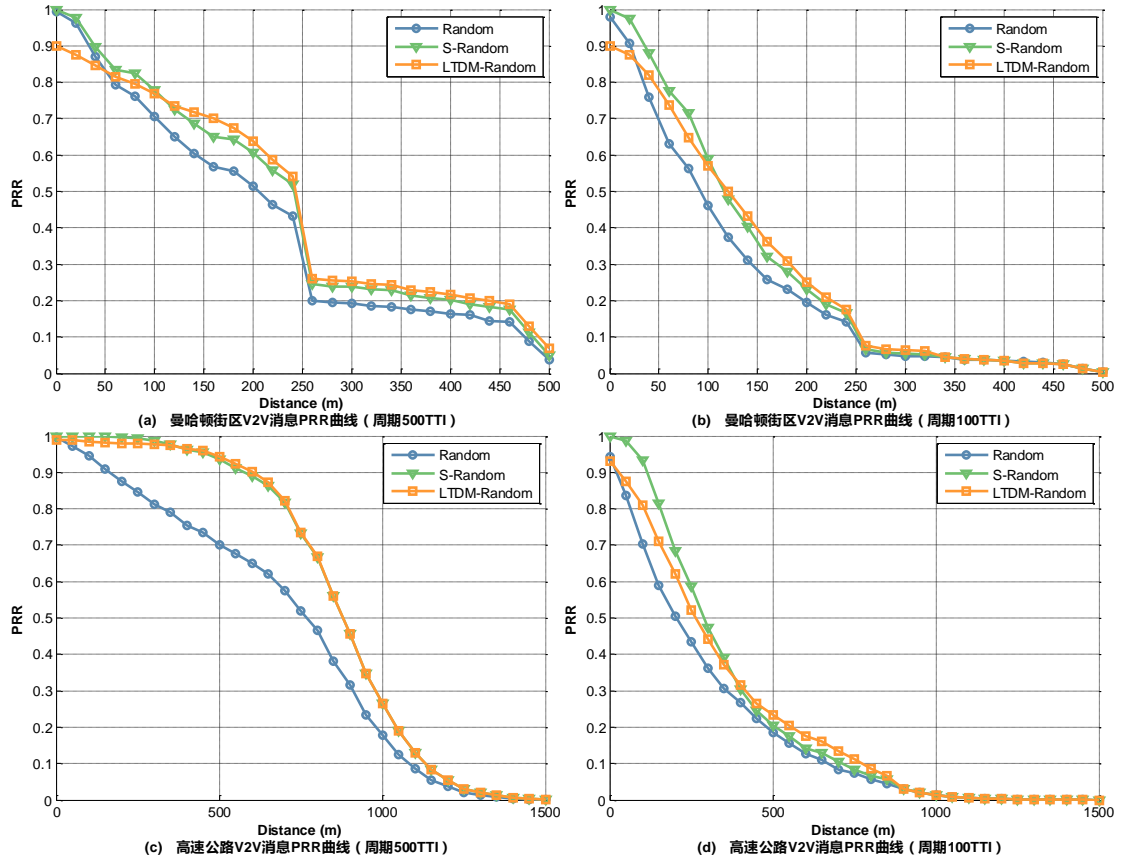 1
0.9
0.8
0.7
0.6
0.5
0.4
0.3
0.2
0.1
0
PRR
Random
S-Random
LTDM-Random
0 50 100 150 200 250 300 350 400 450 500
Distance (m)
(a) 曼哈顿街区V2V消息PRR曲线（周期500TTI）
1
0.9
0.8
0.7
0.6
0.5
0.4
0.3
0.2
0.1
0
PRR
Random
S-Random
LTDM-Random
0 50 100 150 200 250 300 350 400 450 500
Distance (m)
(b) 曼哈顿街区V2V消息PRR曲线（周期100TTI）
1
0.9
0.8
0.7
0.6
0.5
0.4
0.3
0.2
0.1
0
PRR
Random
S-Random
LTDM-Random
0 500 1000 1500
Distance (m)
(c) 高速公路V2V消息PRR曲线（周期500TTI）
1
0.9
0.8
0.7
0.6
0.5
0.4
0.3
0.2
0.1
0
PRR
Random
S-Random
LTDM-Random
0 500 1000 1500
Distance (m)
(d) 高速公路V2V消息PRR曲线（周期100TTI）